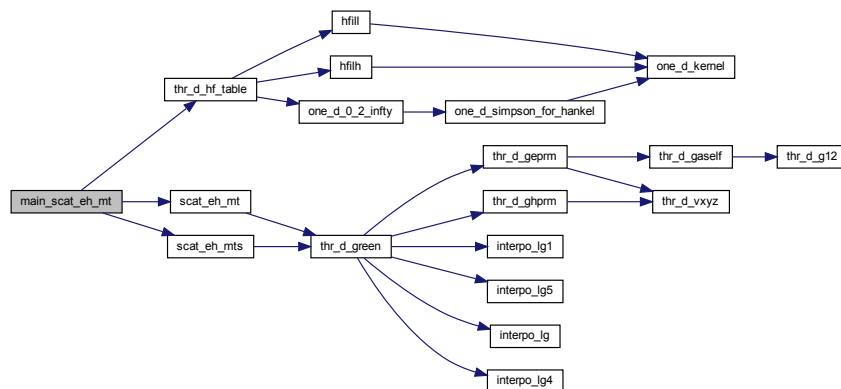 hfill
hfilh
one_d_kernel
thr_d_hf_table
one_d_0_2_infty
one_d_simpson_for_hankel
thr_d_geprm
thr_d_gaself
thr_d_g12
main_scat_eh_mt
scat_eh_mt
thr_d_ghprm
thr_d_vxyz
scat_eh_mts
thr_d_green
interpo_lg1
interpo_lg5
interpo_lg
interpo_lg4